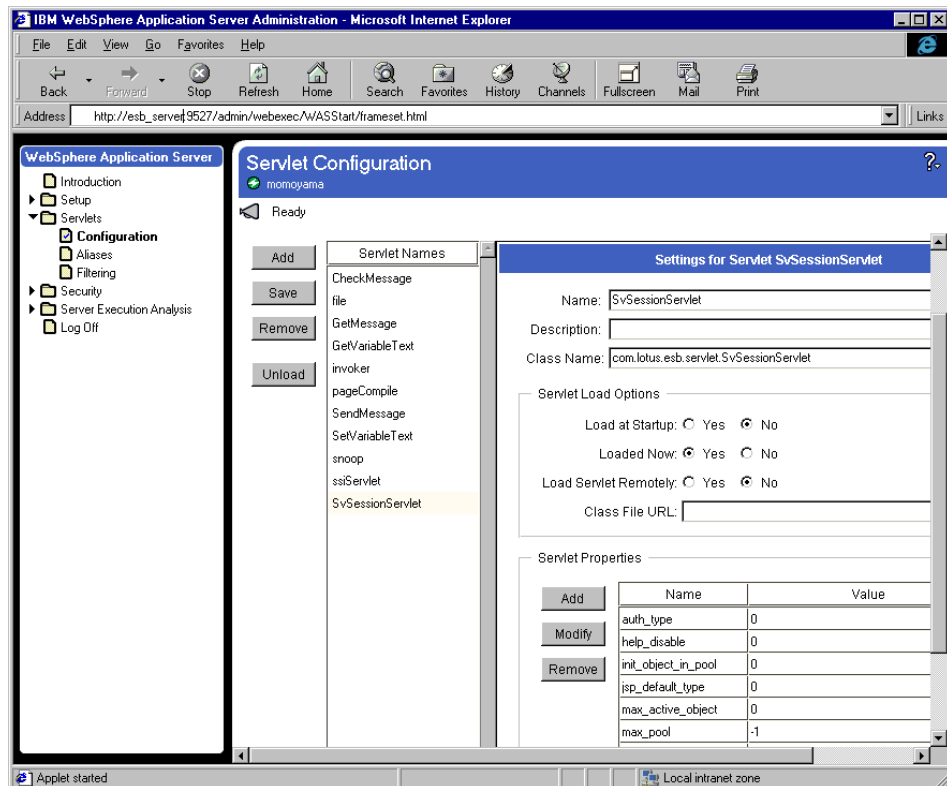 IBM WebSphere Application Server Administration - Microsoft Internet Explorer
File Edit View Go Favorites Help
Back Forward Stop Refresh Home Search Favorites History Channels Fullscreen Mail Print
Address http://esb_server:9527/admin/webexec/WASStart/frameset.html Links
WebSphere Application Server
Introduction
Setup
Servlets
Configuration
Aliases
Filtering
Security
Server Execution Analysis
Log Off
Servlet Configuration
momoyama
?
Ready
Add
Save
Remove
Unload
Servlet Names
CheckMessage
file
GetMessage
GetVariableText
invoker
pageCompile
SendMessage
SetVariableText
snoop
ssiServlet
SvSessionServlet
Settings for Servlet SvSessionServlet
Name: SvSessionServlet
Description:
Class Name: com.lotus.esb.servlet.SvSessionServlet
Servlet Load Options
Load at Startup: Yes No
Loaded Now: Yes No
Load Servlet Remotely: Yes No
Class File URL:
Servlet Properties
Add
Modify
Remove
Name Value
auth_type 0
help_disable 0
init_object_in_pool 0
jsp_default_type 0
max_active_object 0
max_pool -1
Applet started Local intranet zone